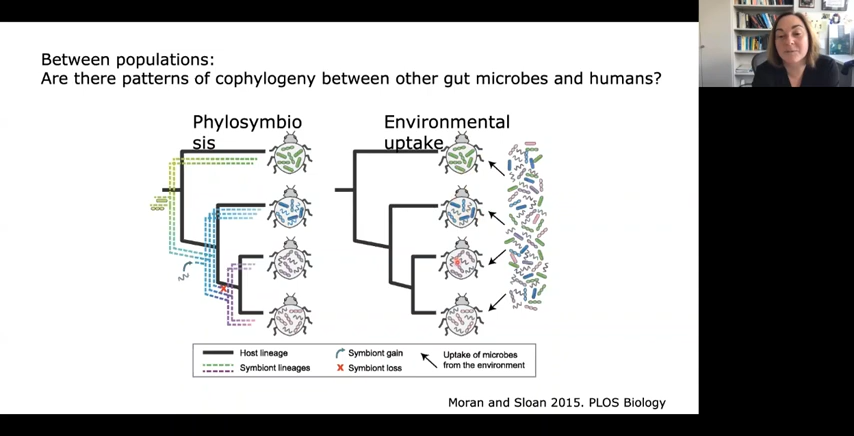 Between populations:
Are there patterns of cophylogeny between other gut microbes and humans?
Phylosymbio
sis
Environmental
uptake
Host lineage
Symbiont lineages
Symbiont gain
Symbiont loss
Uptake of microbes
from the environment
Moran and Sloan 2015. PLOS Biology